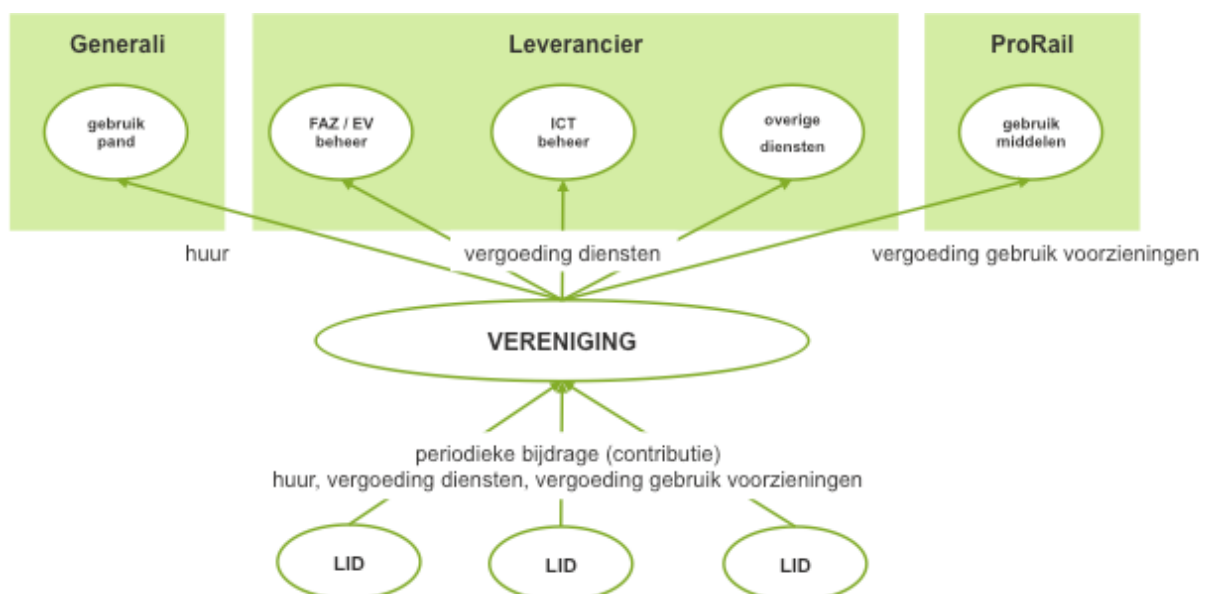 Generali
Leverancier
ProRail
gebruik
pand
FAZ / EV
beheer
ICT
beheer
overige
diensten
gebruik
middelen
huur
vergoeding diensten
vergoeding gebruik voorzieningen
VERENIGING
periodieke bijdrage (contributie)
huur, vergoeding diensten, vergoeding gebruik voorzieningen
LID
LID
LID